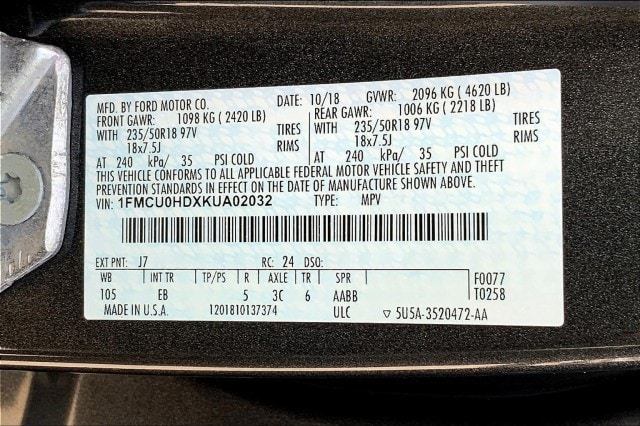 MFD. BY FORD MOTOR CO. DATE: 10/18 GVWR: 2096 KG ( 4620 LB)
FRONT GAWR: 1098 KG ( 2420 LB) REAR GAWR: 1006 KG ( 2218 LB)
WITH 235/50R18 97V TIRES WITH 235/50R18 97V TIRES
18x7.5J RIMS 18x7.5J RIMS
AT 240 kPa/ 35 PSI COLD AT 240 kPa/ 35 PSI COLD
THIS VEHICLE CONFORMS TO ALL APPLICABLE FEDERAL MOTOR VEHICLE SAFETY AND THEFT
PREVENTION STANDARDS IN EFFECT ON THE DATE OF MANUFACTURE SHOWN ABOVE.
VIN: 1FMCU0HDXKUA02032 TYPE: MPV
EXT PNT: J7 RC: 24 DSO:
WB INT TR TP/PS R AXLE TR SPR F0077
105 EB 5 3C 6 AABB T0258
MADE IN U.S.A. 1201810137374 ULC ▽ 5U5A-3520472-AA